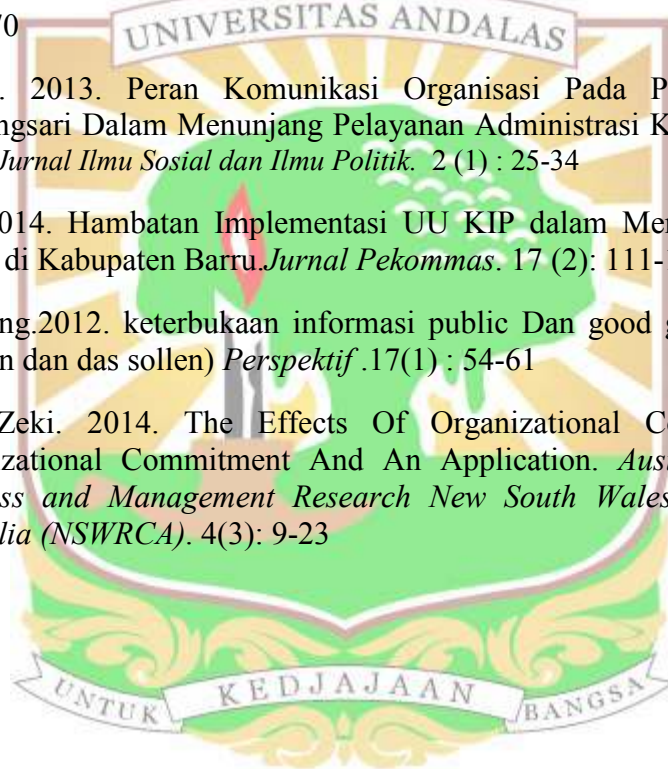 70
UNIVERSITAS ANDALAS
. 2013. Peran Komunikasi Organisasi Pada P
ngsari Dalam Menunjang Pelayanan Administrasi K
Jurnal Ilmu Sosial dan Ilmu Politik. 2 (1) : 25-34
014. Hambatan Implementasi UU KIP dalam Mer
di Kabupaten Barru.Jurnal Pekommas. 17 (2): 111-
ng.2012. keterbukaan informasi public Dan good g
n dan das sollen) Perspektif .17(1) : 54-61
Zeki. 2014. The Effects Of Organizational Co
izational Commitment And An Application. Aus
ss and Management Research New South Wales
lia (NSWRCA). 4(3): 9-23
UNTUK KEDJAJAAN BANGSA